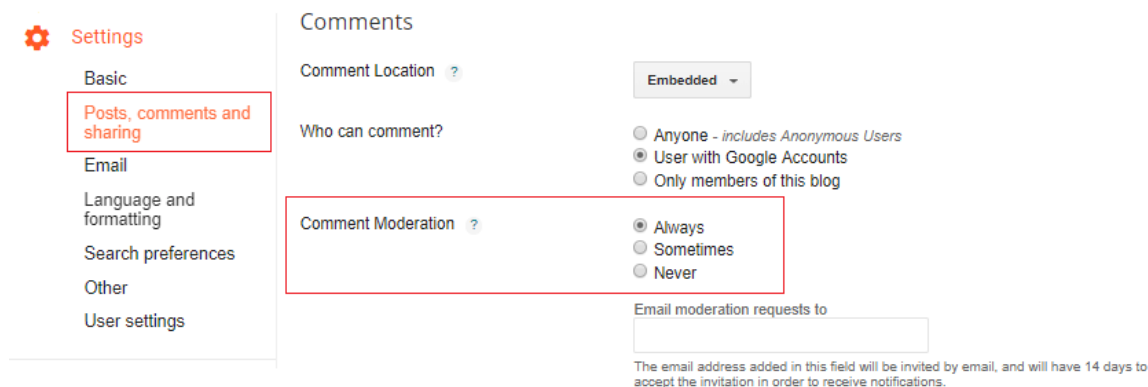 Settings
Basic
Posts, comments and
sharing
Email
Language and
formatting
Search preferences
Other
User settings
Comments
Comment Location ?
Embedded
Who can comment?
Anyone - includes Anonymous Users
User with Google Accounts
Only members of this blog
Comment Moderation ?
Always
Sometimes
Never
Email moderation requests to
The email address added in this field will be invited by email, and will have 14 days to
accept the invitation in order to receive notifications.